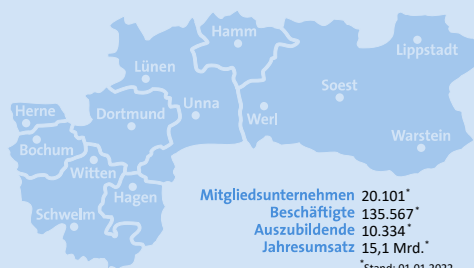 Hamm
Lippstadt
Lünen
Soest
Unna
Herne
Dortmund
Werl
Warstein
Bochum
Witten
Hagen
Schwelm
Mitgliedsunternehmen 20.101*
Beschäftigte 135.567*
Auszubildende 10.334*
Jahresumsatz 15,1 Mrd.*
*Stand: 01.01.2022